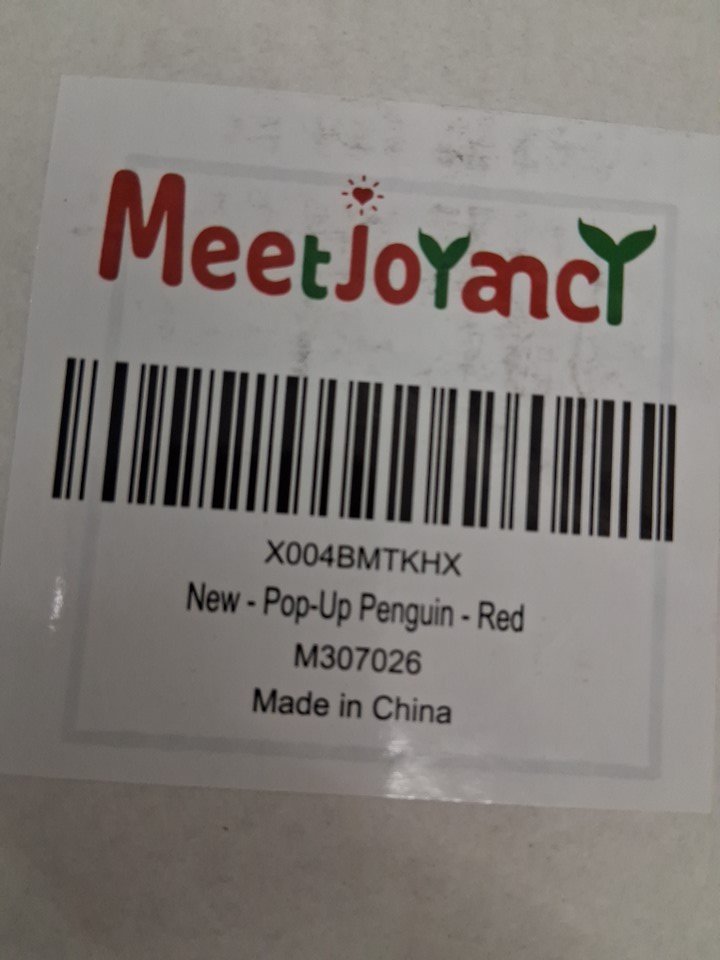 MeetJoYancY
X004BMTKHX
New - Pop-Up Penguin - Red
M307026
Made in China